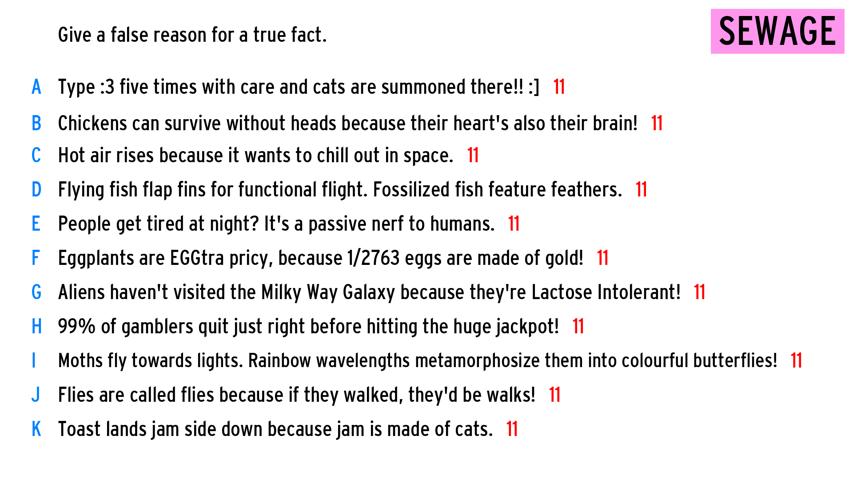 Give a false reason for a true fact.
SEWAGE
A Type :3 five times with care and cats are summoned there!! :] 11
B Chickens can survive without heads because their heart's also their brain! 11
C Hot air rises because it wants to chill out in space. 11
D Flying fish flap fins for functional flight. Fossilized fish feature feathers. 11
E People get tired at night? It's a passive nerf to humans. 11
F Eggplants are EGGtra pricy, because 1/2763 eggs are made of gold! 11
G Aliens haven't visited the Milky Way Galaxy because they're Lactose Intolerant! 11
H 99% of gamblers quit just right before hitting the huge jackpot! 11
I Moths fly towards lights. Rainbow wavelengths metamorphosize them into colourful butterflies! 11
J Flies are called flies because if they walked, they'd be walks! 11
K Toast lands jam side down because jam is made of cats. 11